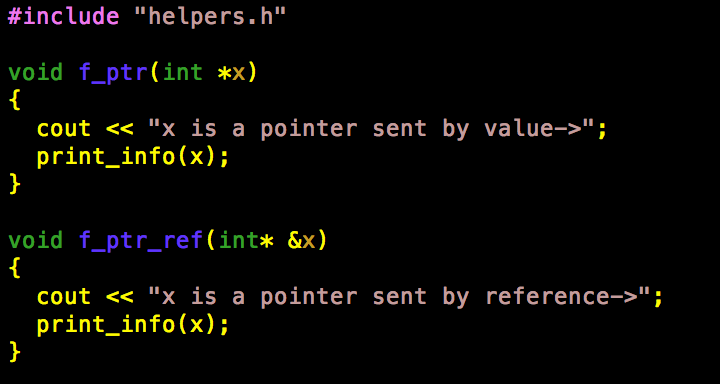 #include "helpers.h"

void f_ptr(int *x)
{
  cout << "x is a pointer sent by value->";
  print_info(x);
}

void f_ptr_ref(int* &x)
{
  cout << "x is a pointer sent by reference->";
  print_info(x);
}